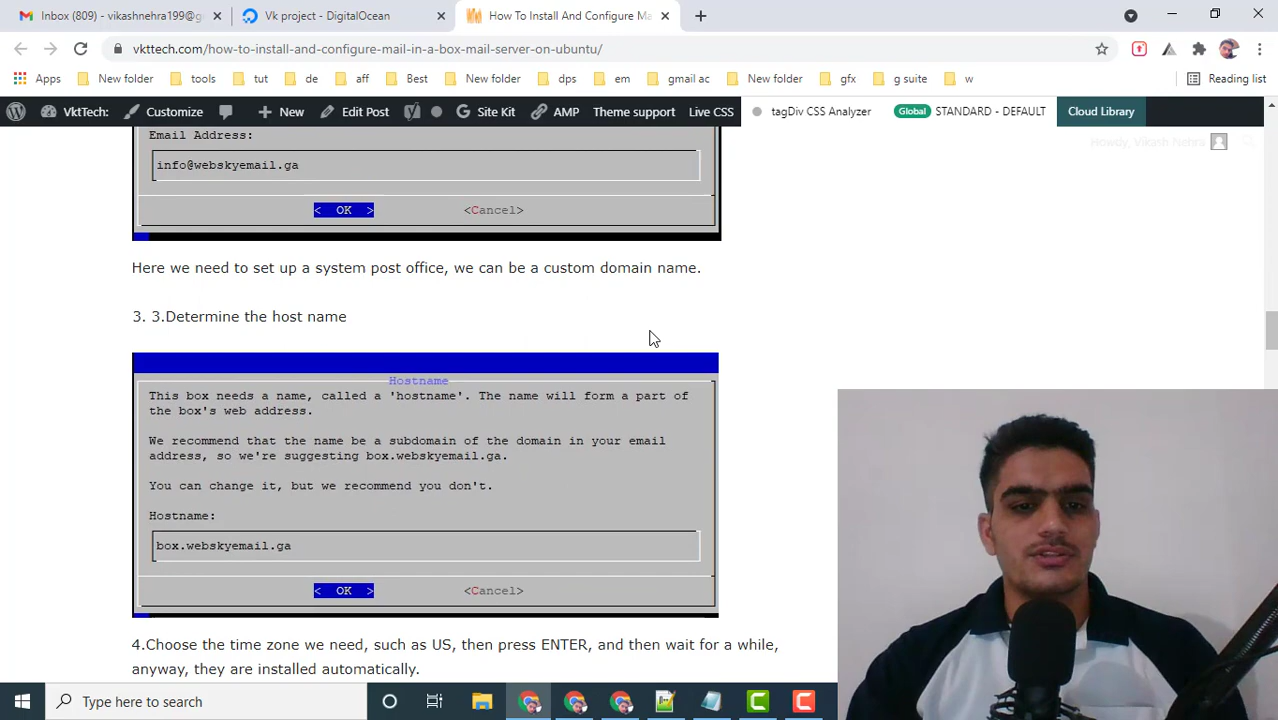 Inbox (809) - vikashnehra199@g
Vk project - DigitalOcean
How To Install And Configure Ma
vkttech.com/how-to-install-and-configure-mail-in-a-box-mail-server-on-ubuntu/
Apps
New folder
tools
tut
de
aff
Best
New folder
dps
em
gmail ac
New folder
gfx
g suite
w
Reading list
VkTech:
Customize
New
Edit Post
Site Kit
AMP
Theme support
Live CSS
tagDiv CSS Analyzer
Global STANDARD - DEFAULT
Cloud Library
Howdy, Vikash Nehra
Email Address:
info@webskyemail.ga
< OK >
<Cancel>
Here we need to set up a system post office, we can be a custom domain name.
3. 3.Determine the host name
Hostname
This box needs a name, called a 'hostname'. The name will form a part of
the box's web address.
We recommend that the name be a subdomain of the domain in your email
address, so we're suggesting box.webskyemail.ga.
You can change it, but we recommend you don't.
Hostname:
box.webskyemail.ga
< OK >
<Cancel>
4.Choose the time zone we need, such as US, then press ENTER, and then wait for a while,
anyway, they are installed automatically.
Type here to search